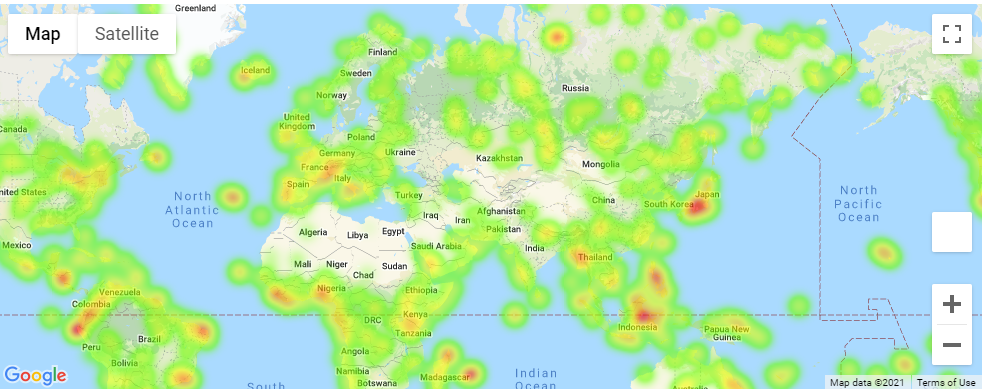 Greenland
Map
Satellite
Finland
Iceland
Sweden
Norway
Russia
United
Kingdom
Canada
Poland
Germany
Ukraine
France
Kazakhstan
Mongolia
Italy
Spain
nited States
North
Atlantic
Ocean
Turkey
China
South Korea
Japan
North
Pacific
Ocean
Afghanistan
Iraq
Iran
Algeria
Libya
Egypt
Pakistan
Mexico
Saudi Arabia
India
Thailand
Mali
Niger
Sudan
Chad
Venezuela
Nigeria
Ethiopia
Colombia
DRC
Kenya
Indonesia
Papua New
Guinea
Tanzania
Brazil
Peru
Angola
Bolivia
Namibia
Botswana
Madagascar
Indian
Ocean
South
Google
Map data ©2021
Terms of Use